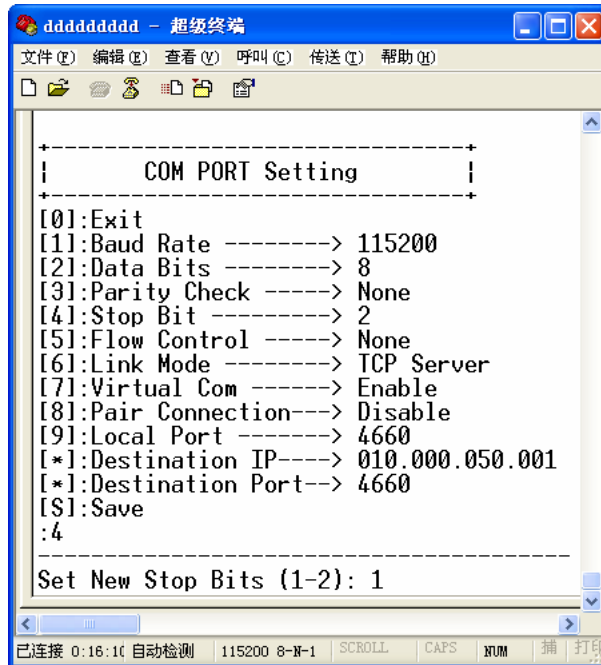 ddddddddd - 超级终端
文件(F) 编辑(E) 查看(V) 呼叫(C) 传送(T) 帮助(H)
+--------------------------------+
| COM PORT Setting |
+--------------------------------+
[0]:Exit
[1]:Baud Rate --------> 115200
[2]:Data Bits --------> 8
[3]:Parity Check -----> None
[4]:Stop Bit ---------> 2
[5]:Flow Control -----> None
[6]:Link Mode --------> TCP Server
[7]:Virtual Com ------> Enable
[8]:Pair Connection---> Disable
[9]:Local Port -------> 4660
[*]:Destination IP----> 010.000.050.001
[*]:Destination Port--> 4660
[S]:Save
:4
----------------------------------------
Set New Stop Bits (1-2): 1
已连接 0:16:10 自动检测 115200 8-N-1 SCROLL CAPS NUM 捕 打印